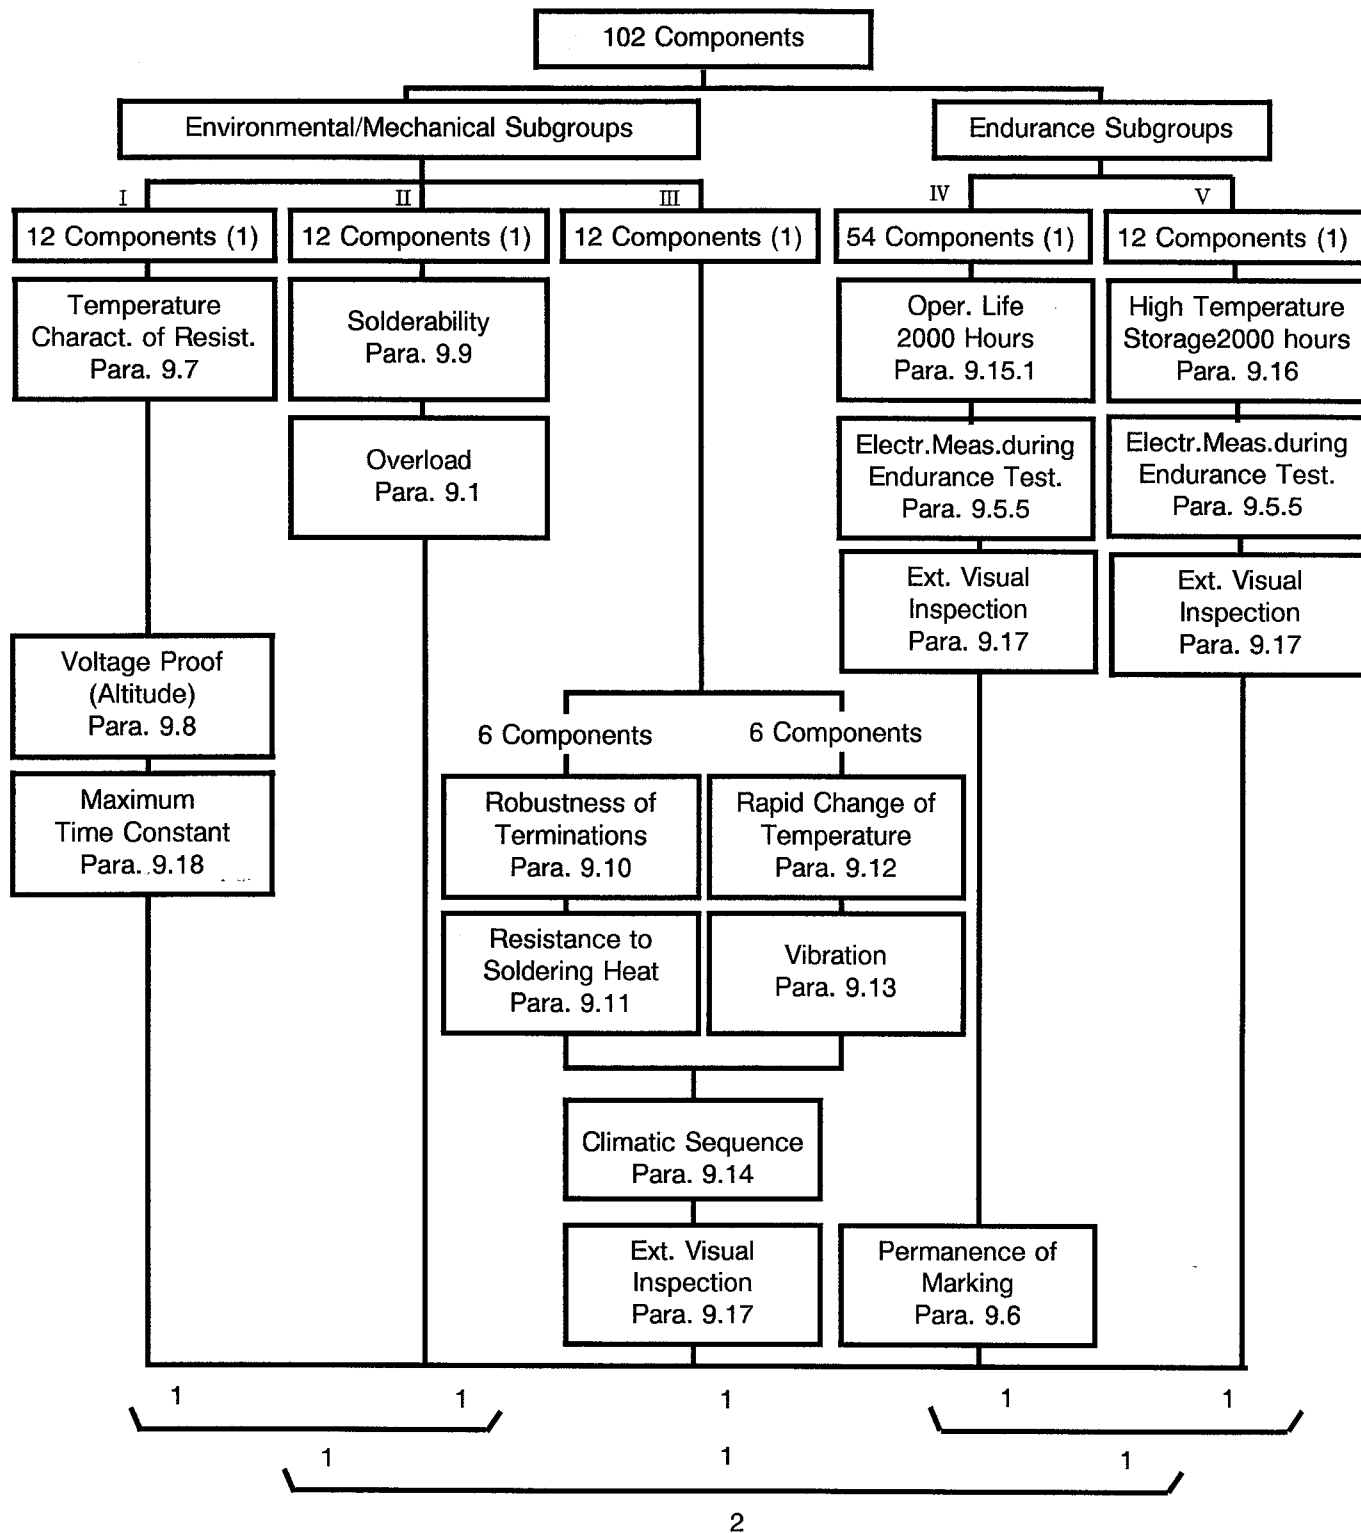 102 Components
Environmental/Mechanical Subgroups
Endurance Subgroups
I
II
III
IV
V
12 Components (1)
12 Components (1)
12 Components (1)
54 Components (1)
12 Components (1)
Temperature
Charact. of Resist.
Para. 9.7
Solderability
Para. 9.9
Oper. Life
2000 Hours
Para. 9.15.1
High Temperature
Storage2000 hours
Para. 9.16
Overload
Para. 9.1
Electr.Meas.during
Endurance Test.
Para. 9.5.5
Electr.Meas.during
Endurance Test.
Para. 9.5.5
Ext. Visual
Inspection
Para. 9.17
Ext. Visual
Inspection
Para. 9.17
Voltage Proof
(Altitude)
Para. 9.8
6 Components
6 Components
Maximum
Time Constant
Para. 9.18
Robustness of
Terminations
Para. 9.10
Rapid Change of
Temperature
Para. 9.12
Resistance to
Soldering Heat
Para. 9.11
Vibration
Para. 9.13
Climatic Sequence
Para. 9.14
Ext. Visual
Inspection
Para. 9.17
Permanence of
Marking
Para. 9.6
1
1
1
1
1
1
1
1
2